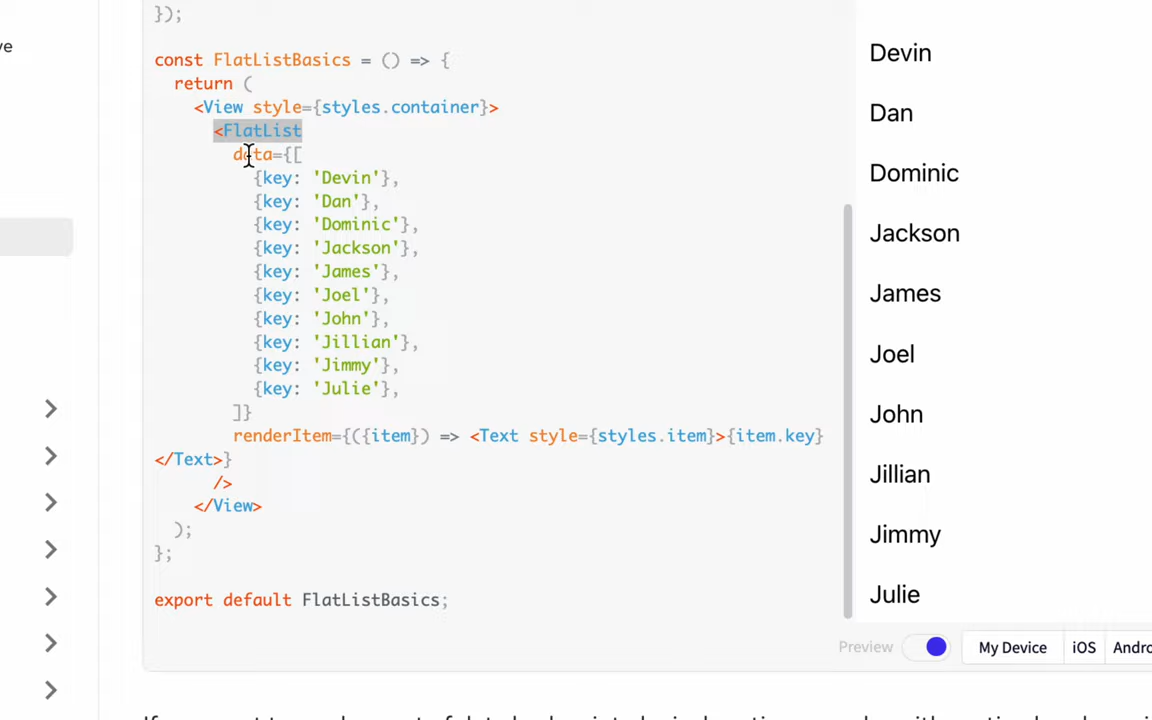 ve
});
const FlatListBasics = () => {
  return (
    <View style={styles.container}>
      <FlatList
        data={[
          {key: 'Devin'},
          {key: 'Dan'},
          {key: 'Dominic'},
          {key: 'Jackson'},
          {key: 'James'},
          {key: 'Joel'},
          {key: 'John'},
          {key: 'Jillian'},
          {key: 'Jimmy'},
          {key: 'Julie'},
        ]}
        renderItem={({item}) => <Text style={styles.item}>{item.key}
</Text>}
      />
    </View>
  );
};
export default FlatListBasics;
Devin
Dan
Dominic
Jackson
James
Joel
John
Jillian
Jimmy
Julie
Preview My Device iOS Andro